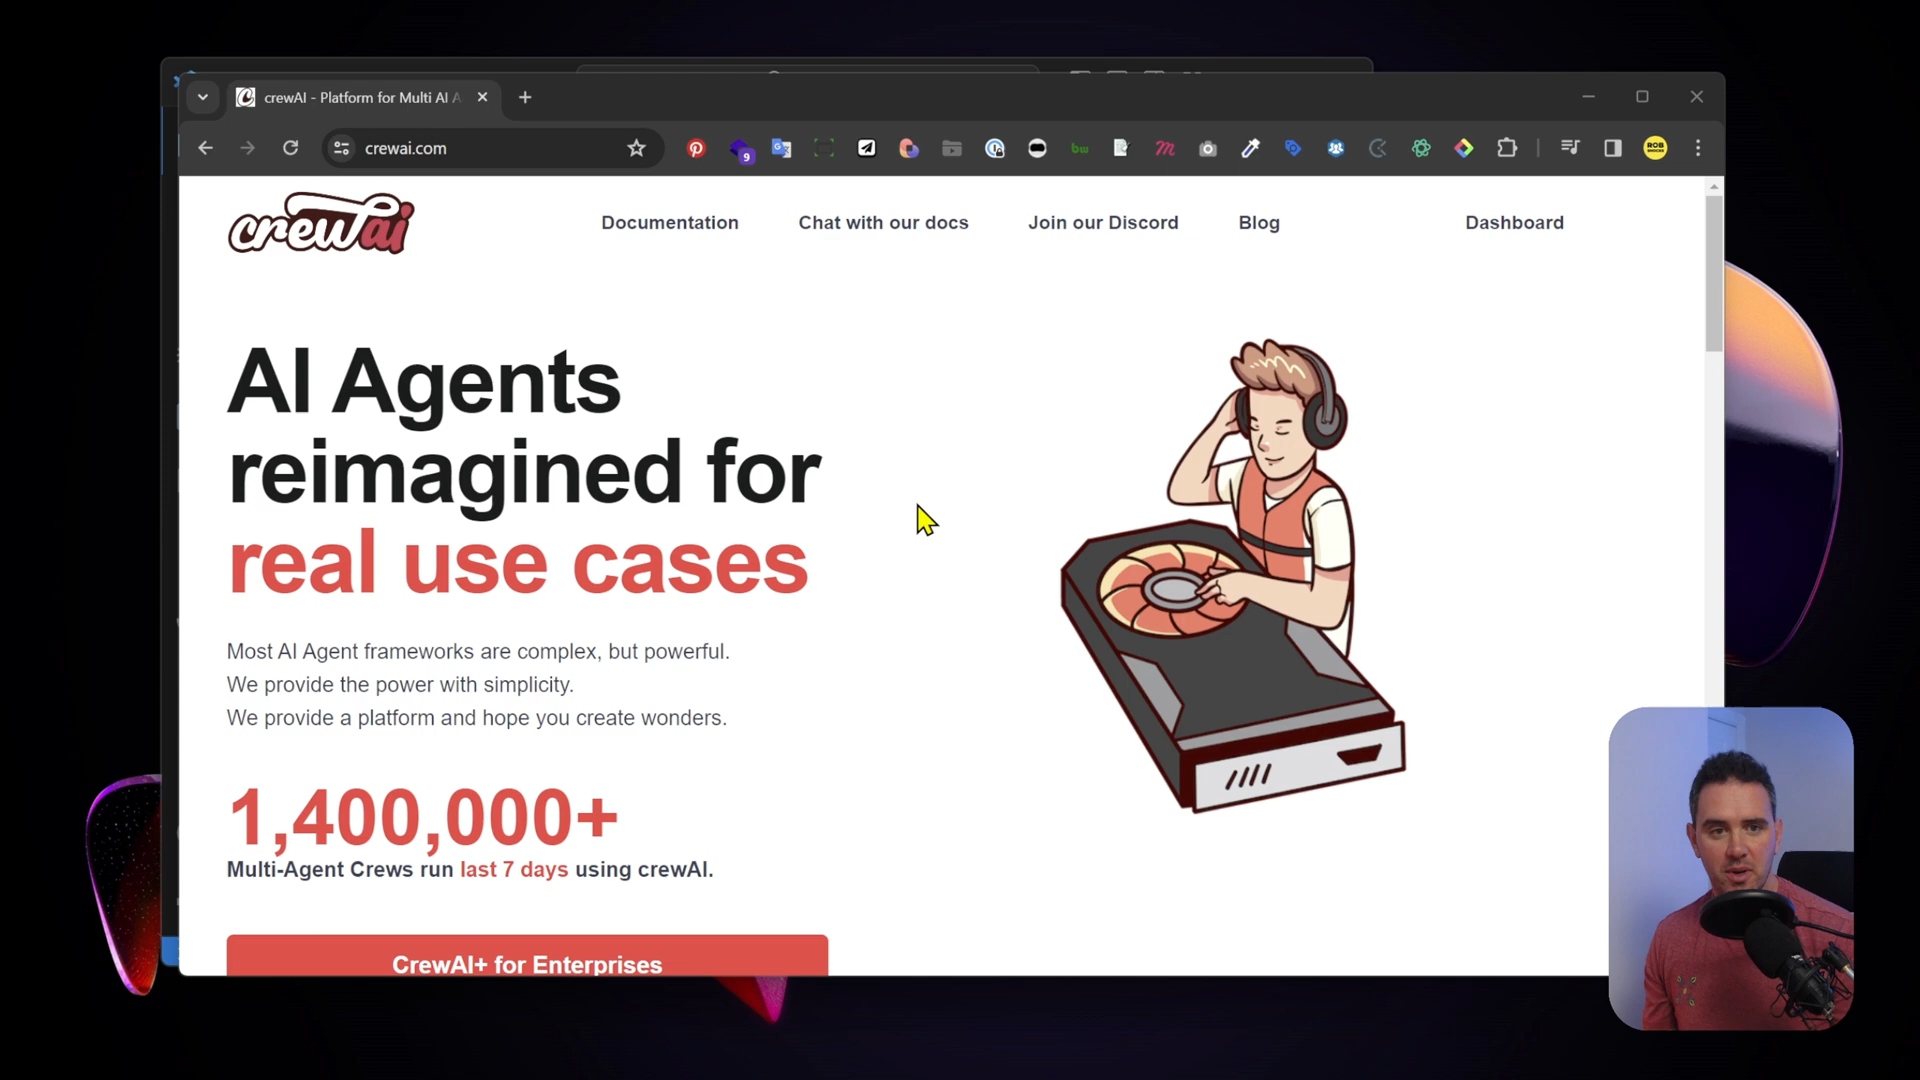 crewAI - Platform for Multi AI A
crewai.com
9
bw
ROB
crewai
Documentation
Chat with our docs
Join our Discord
Blog
Dashboard
AI Agents
reimagined for
real use cases
Most AI Agent frameworks are complex, but powerful.
We provide the power with simplicity.
We provide a platform and hope you create wonders.
1,400,000+
Multi-Agent Crews run last 7 days using crewAI.
CrewAI+ for Enterprises